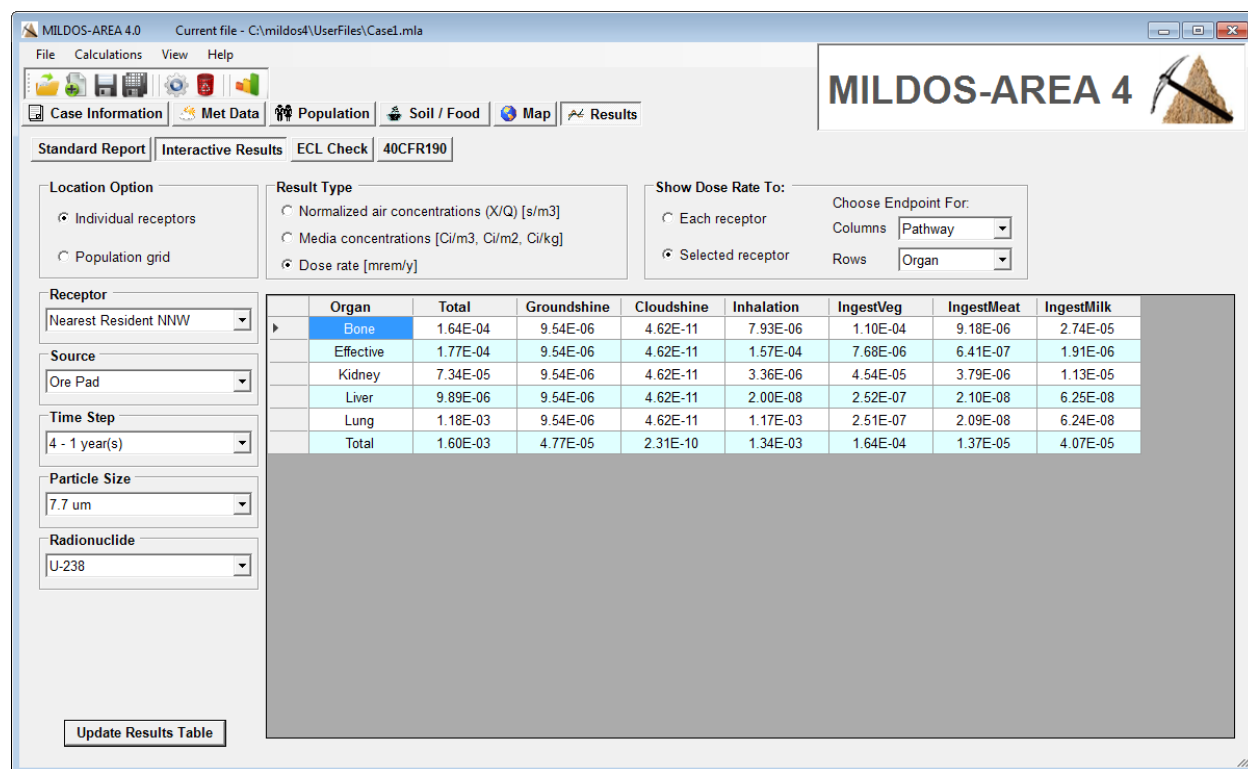 MILDOS-AREA 4.0 Current file - C:\mildos4\UserFiles\Case1.mla
File Calculations View Help
MILDOS-AREA 4
Case Information Met Data Population Soil / Food Map Results
Standard Report Interactive Results ECL Check 40CFR190
Location Option
Individual receptors
Population grid
Result Type
Normalized air concentrations (X/Q) [s/m3]
Media concentrations [Ci/m3, Ci/m2, Ci/kg]
Dose rate [mrem/y]
Show Dose Rate To:
Each receptor
Selected receptor
Choose Endpoint For:
Columns Pathway
Rows Organ
Receptor
Nearest Resident NNW
Source
Ore Pad
Time Step
4 - 1 year(s)
Particle Size
7.7 um
Radionuclide
U-238
Organ Total Groundshine Cloudshine Inhalation IngestVeg IngestMeat IngestMilk
Bone 1.64E-04 9.54E-06 4.62E-11 7.93E-06 1.10E-04 9.18E-06 2.74E-05
Effective 1.77E-04 9.54E-06 4.62E-11 1.57E-04 7.68E-06 6.41E-07 1.91E-06
Kidney 7.34E-05 9.54E-06 4.62E-11 3.36E-06 4.54E-05 3.79E-06 1.13E-05
Liver 9.89E-06 9.54E-06 4.62E-11 2.00E-08 2.52E-07 2.10E-08 6.25E-08
Lung 1.18E-03 9.54E-06 4.62E-11 1.17E-03 2.51E-07 2.09E-08 6.24E-08
Total 1.60E-03 4.77E-05 2.31E-10 1.34E-03 1.64E-04 1.37E-05 4.07E-05
Update Results Table